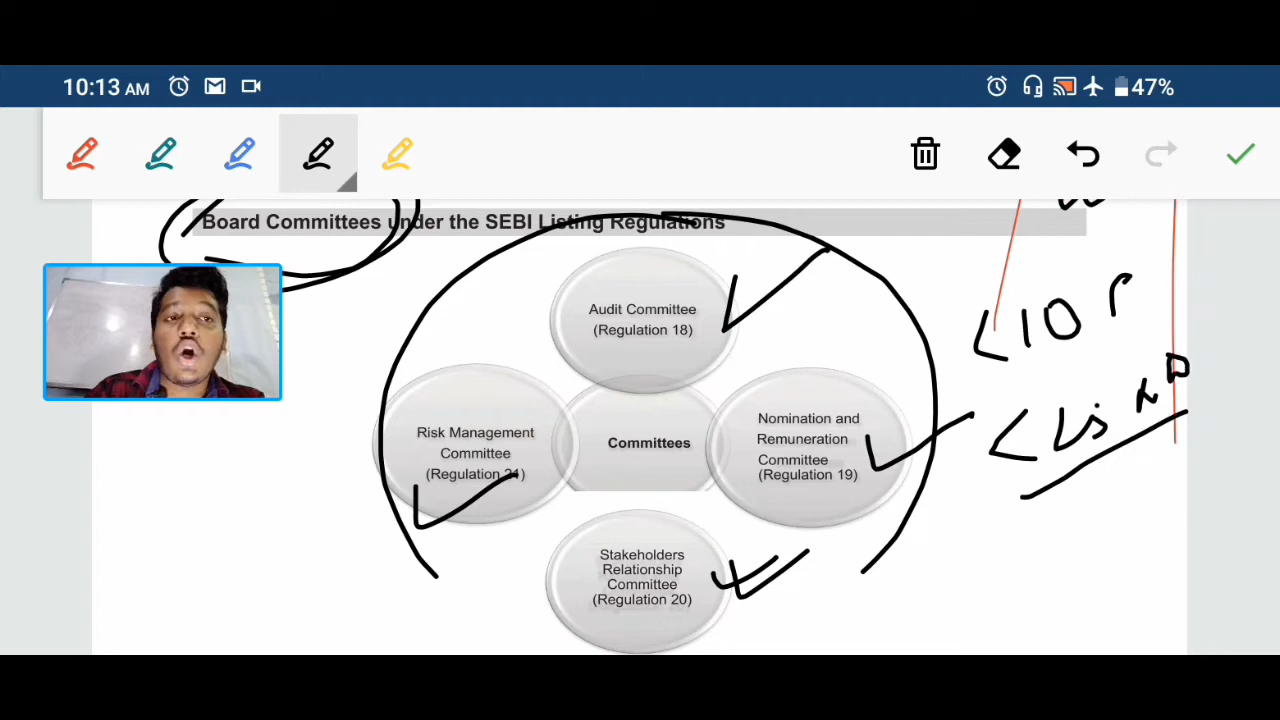 10:13 AM
47%
Board Committees under the SEBI Listing Regulations
Audit Committee
(Regulation 18)
Risk Management
Committee
(Regulation 21)
Committees
Nomination and
Remuneration
Committee
(Regulation 19)
Stakeholders
Relationship
Committee
(Regulation 20)
<10